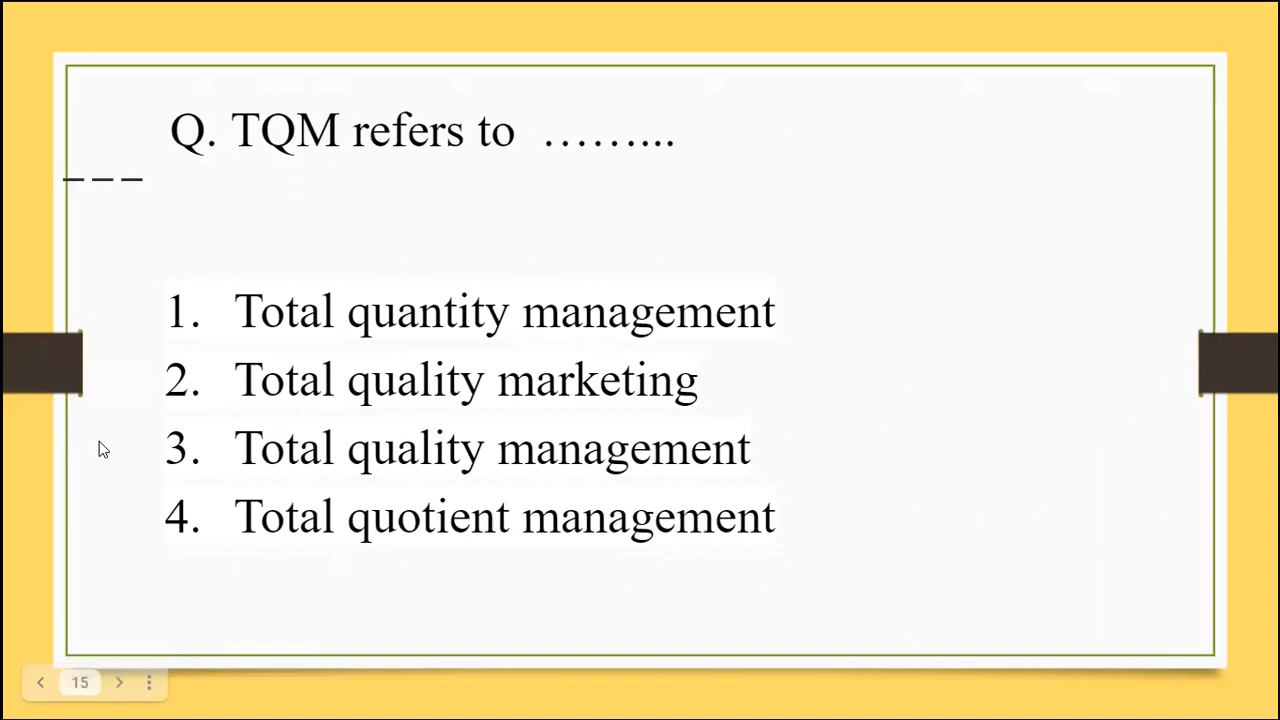 Q. TQM refers to ……...
_ _ _
1. Total quantity management
2. Total quality marketing
3. Total quality management
4. Total quotient management
15